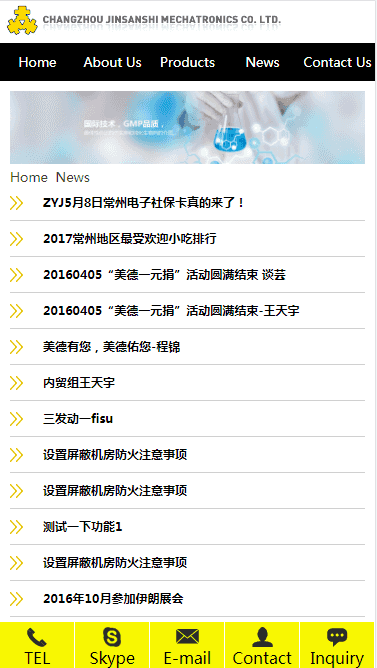 CHANGZHOU JINSANSHI MECHATRONICS CO. LTD.
Home About Us Products News Contact Us
国际技术，GMP品质，
Home News
ZYJ5月8日常州电子社保卡真的来了！
2017常州地区最受欢迎小吃排行
20160405“美德一元捐”活动圆满结束 谈芸
20160405“美德一元捐”活动圆满结束-王天宇
美德有您，美德佑您-程锦
内贸组王天宇
三发动一fisu
设置屏蔽机房防火注意事项
设置屏蔽机房防火注意事项
测试一下功能1
设置屏蔽机房防火注意事项
2016年10月参加伊朗展会
TEL Skype E-mail Contact Inquiry